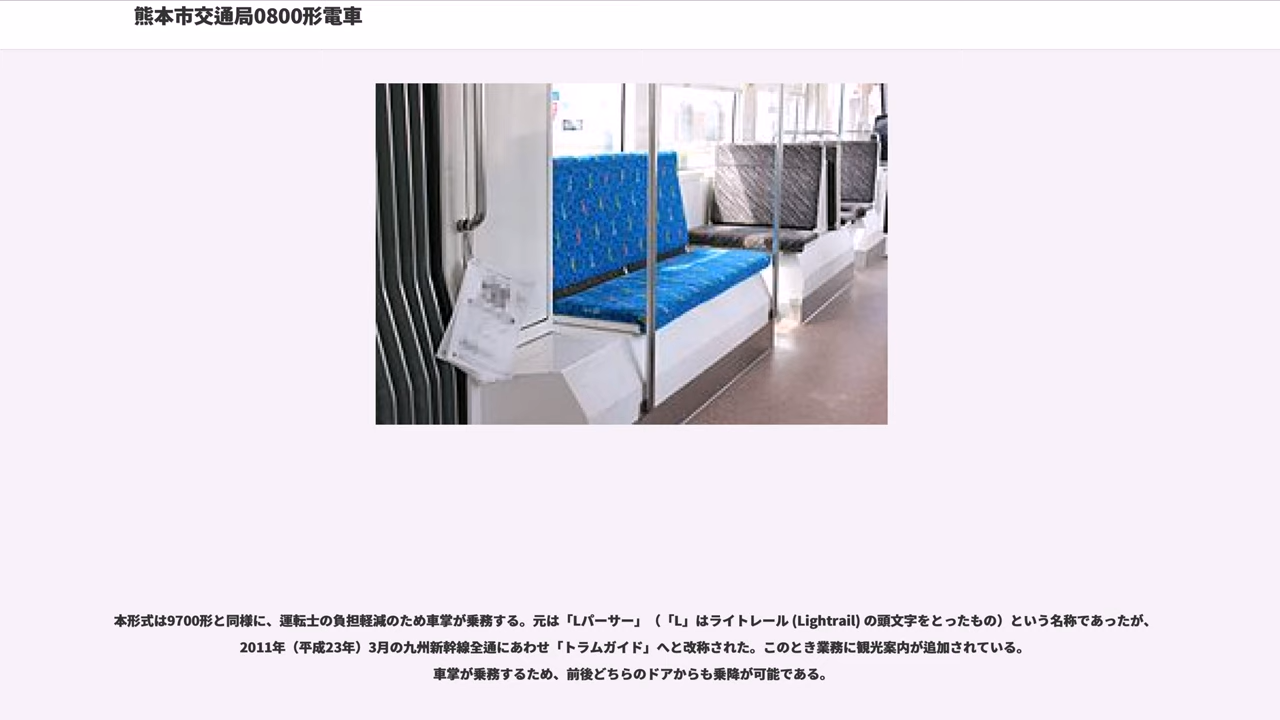 熊本市交通局0800形電車
本形式は9700形と同様に、運転士の負担軽減のため車掌が乗務する。元は「Lパーサー」（「L」はライトレール (Lightrail) の頭文字をとったもの）という名称であったが、
2011年（平成23年）3月の九州新幹線全通にあわせ「トラムガイド」へと改称された。このとき業務に観光案内が追加されている。
車掌が乗務するため、前後どちらのドアからも乗降が可能である。